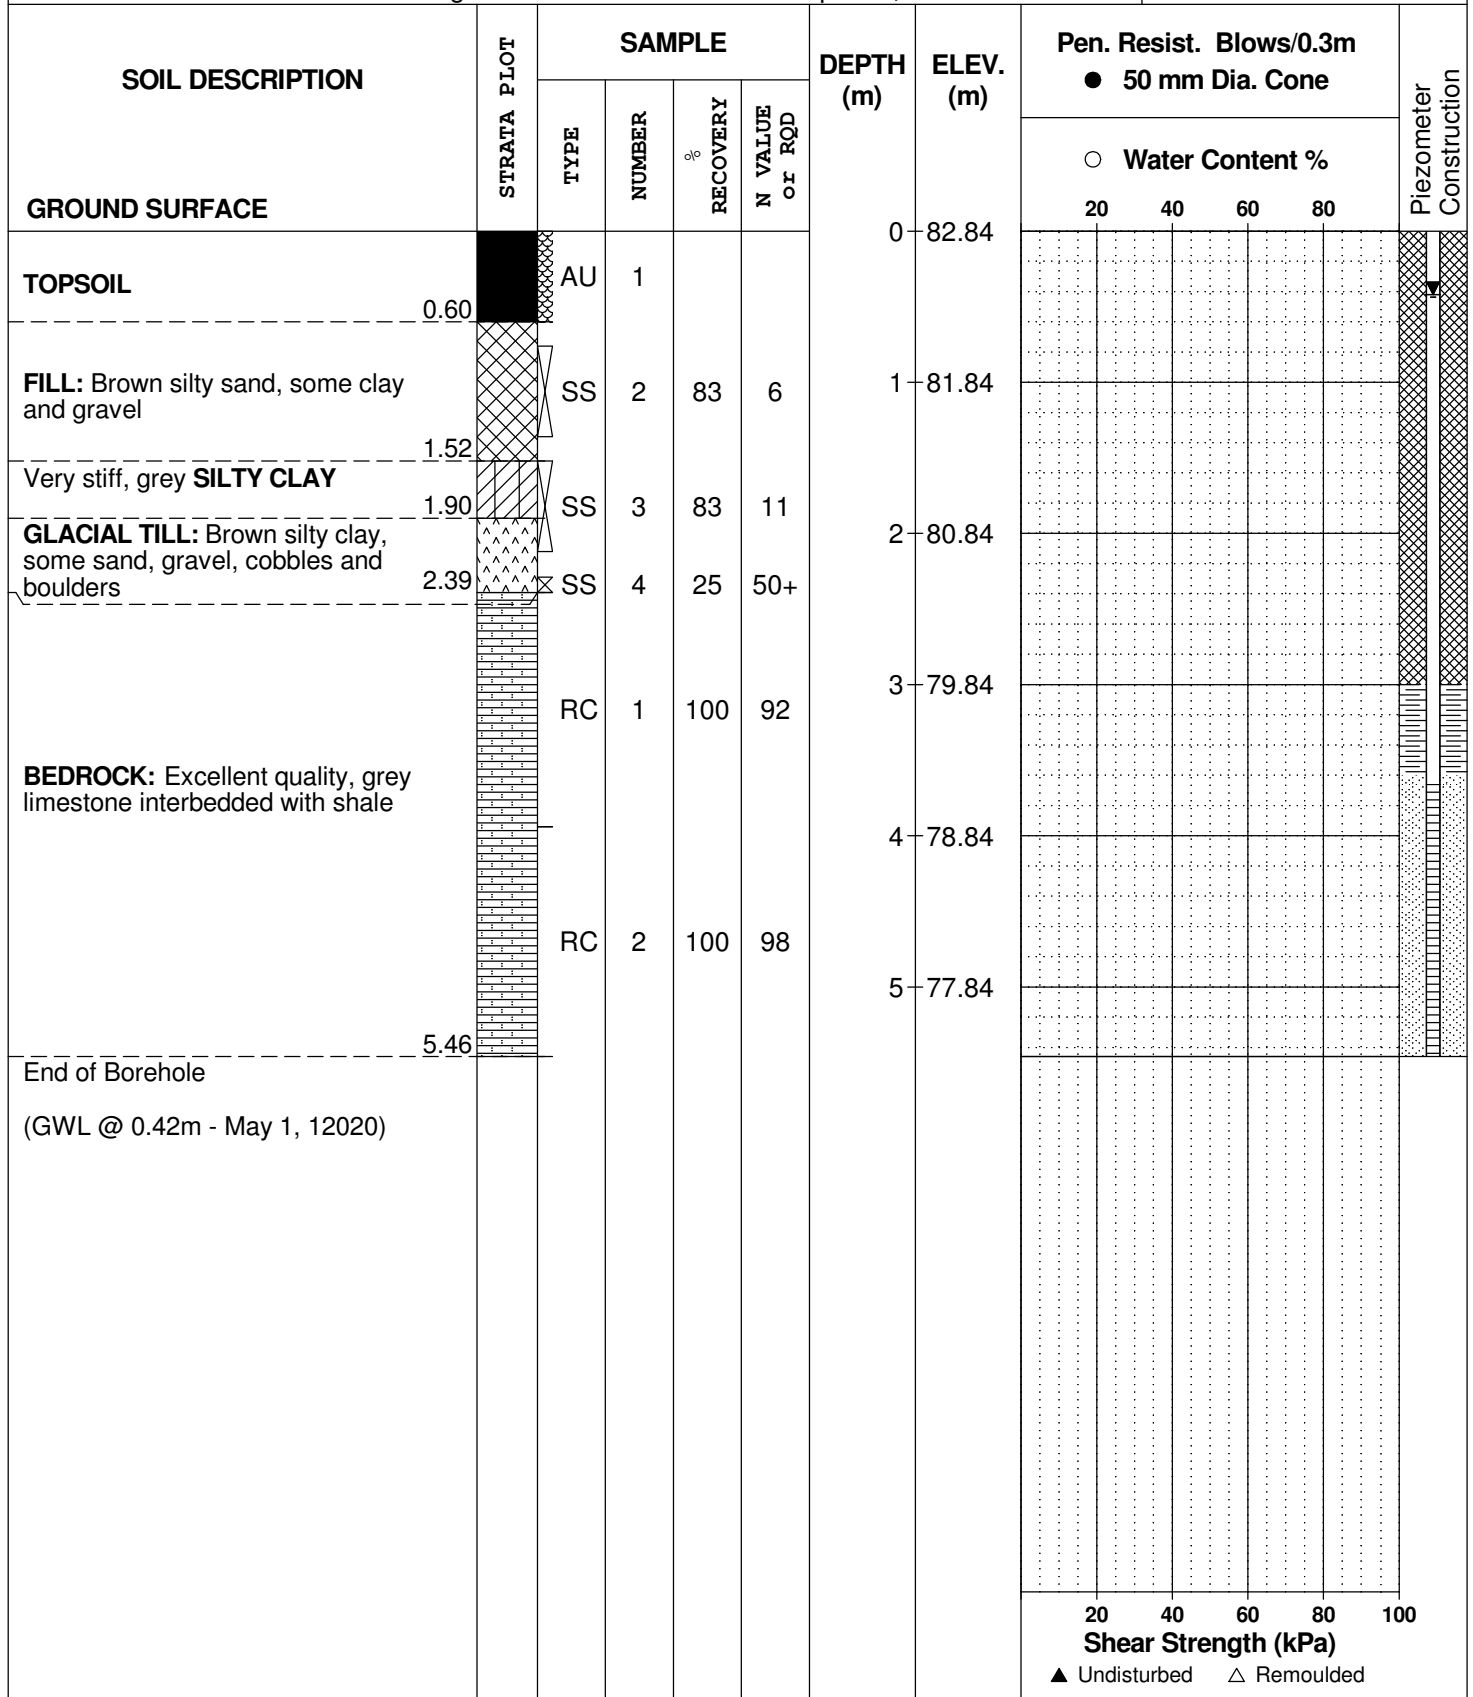 SOIL DESCRIPTION
GROUND SURFACE
STRATA PLOT
SAMPLE
TYPE
NUMBER
%
RECOVERY
N VALUE
or RQD
DEPTH
(m)
ELEV.
(m)
Pen. Resist. Blows/0.3m
● 50 mm Dia. Cone
○ Water Content %
20 40 60 80
Piezometer
Construction
0 82.84
TOPSOIL
0.60
AU 1
FILL: Brown silty sand, some clay
and gravel
1.52
SS 2 83 6
1 81.84
Very stiff, grey SILTY CLAY
1.90
SS 3 83 11
GLACIAL TILL: Brown silty clay,
some sand, gravel, cobbles and
boulders
2.39
2 80.84
SS 4 25 50+
3 79.84
RC 1 100 92
BEDROCK: Excellent quality, grey
limestone interbedded with shale
4 78.84
RC 2 100 98
5 77.84
5.46
End of Borehole
(GWL @ 0.42m - May 1, 12020)
20 40 60 80 100
Shear Strength (kPa)
▲ Undisturbed △ Remoulded